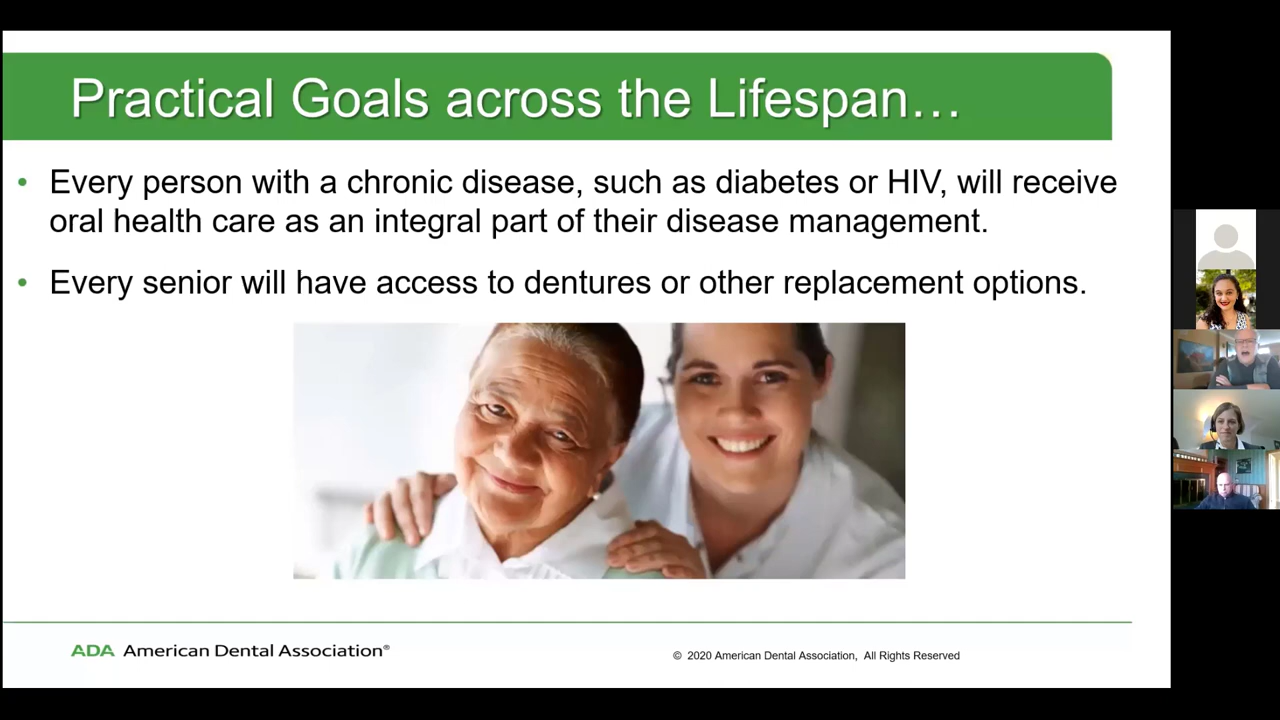 Practical Goals across the Lifespan…
• Every person with a chronic disease, such as diabetes or HIV, will receive
oral health care as an integral part of their disease management.
• Every senior will have access to dentures or other replacement options.
ADA American Dental Association®
© 2020 American Dental Association, All Rights Reserved